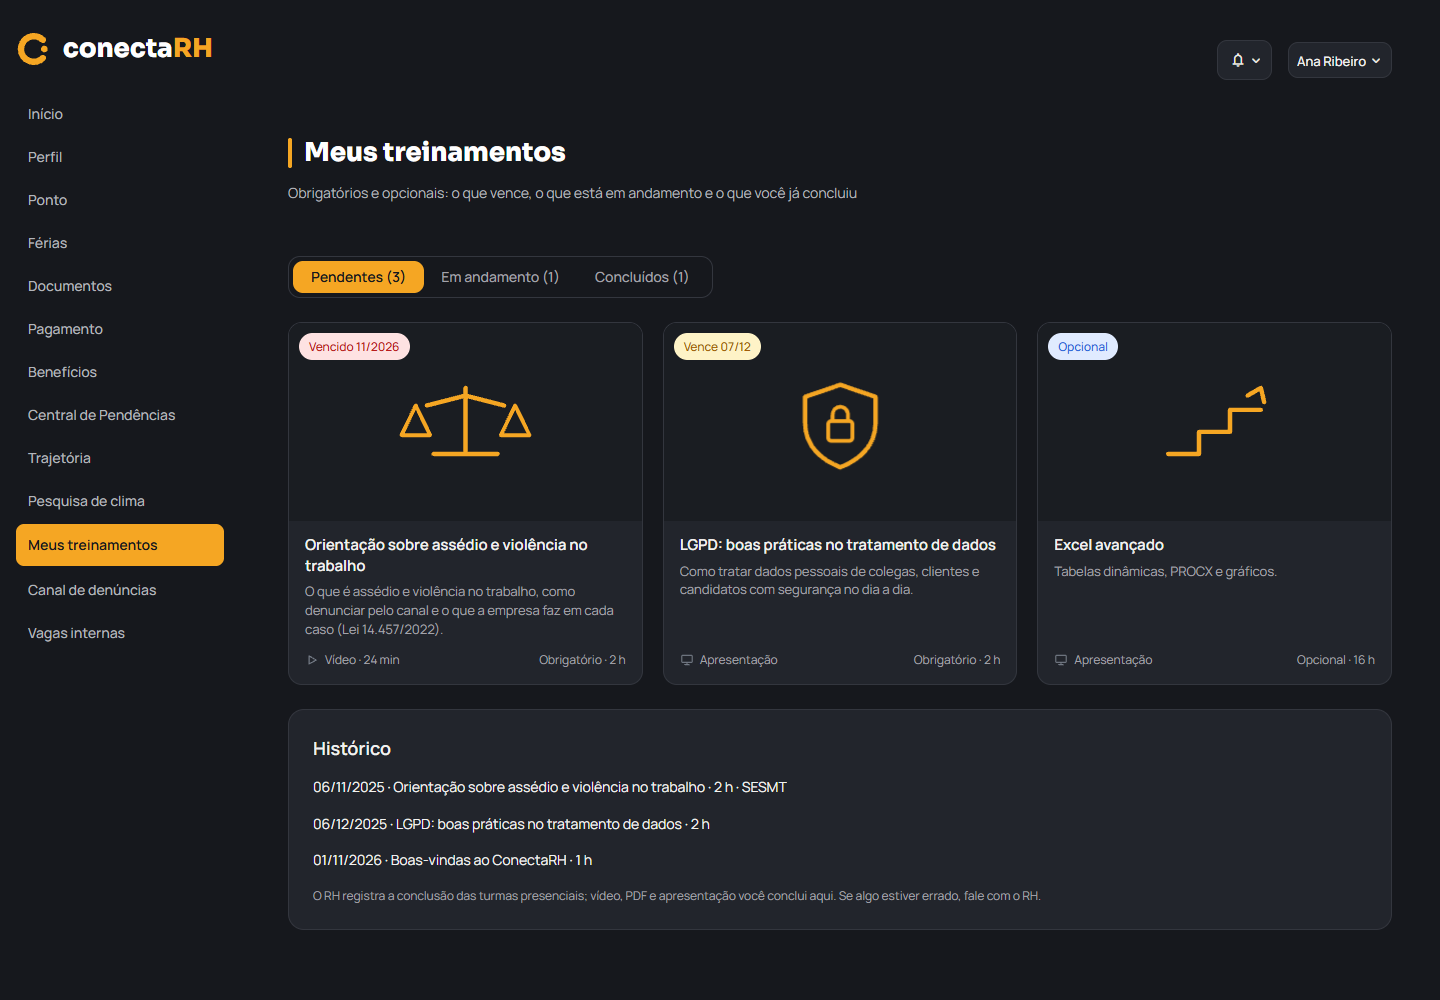 conectaRH
Ana Ribeiro
Início
Perfil
Ponto
Férias
Documentos
Pagamento
Benefícios
Central de Pendências
Trajetória
Pesquisa de clima
Meus treinamentos
Canal de denúncias
Vagas internas
Meus treinamentos
Obrigatórios e opcionais: o que vence, o que está em andamento e o que você já concluiu
Pendentes (3)
Em andamento (1)
Concluídos (1)
Vencido 11/2026
Orientação sobre assédio e violência no
trabalho
O que é assédio e violência no trabalho, como
denunciar pelo canal e o que a empresa faz em cada
caso (Lei 14.457/2022).
Vídeo · 24 min
Obrigatório · 2 h
Vence 07/12
LGPD: boas práticas no tratamento de dados
Como tratar dados pessoais de colegas, clientes e
candidatos com segurança no dia a dia.
Apresentação
Obrigatório · 2 h
Opcional
Excel avançado
Tabelas dinâmicas, PROCX e gráficos.
Apresentação
Opcional · 16 h
Histórico
06/11/2025 · Orientação sobre assédio e violência no trabalho · 2 h · SESMT
06/12/2025 · LGPD: boas práticas no tratamento de dados · 2 h
01/11/2026 · Boas-vindas ao ConectaRH · 1 h
O RH registra a conclusão das turmas presenciais; vídeo, PDF e apresentação você conclui aqui. Se algo estiver errado, fale com o RH.